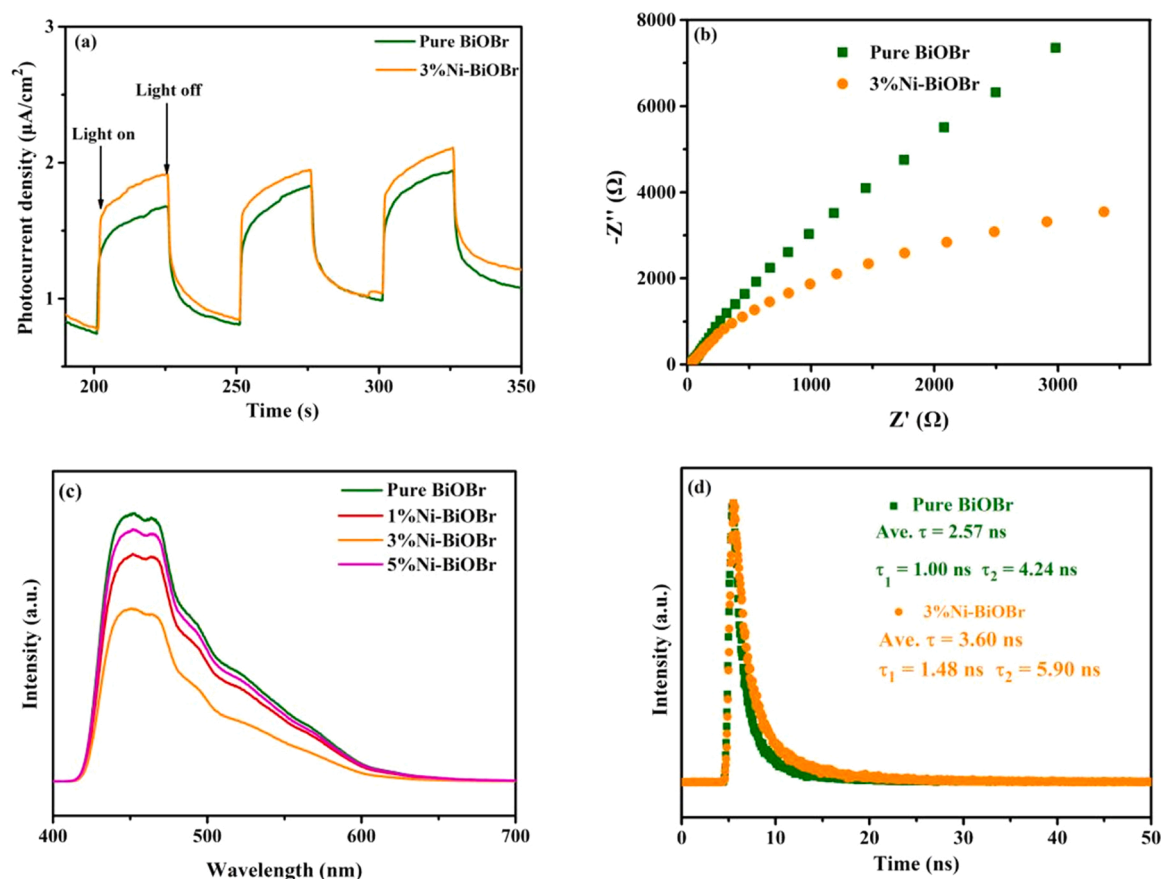 (a)
Pure BiOBr
3%Ni-BiOBr
Light on
Light off
Photocurrent density (μA/cm²)
3
2
1
200
250
300
350
Time (s)
(b)
Pure BiOBr
3%Ni-BiOBr
-Z'' (Ω)
8000
6000
4000
2000
0
0
1000
2000
3000
Z' (Ω)
(c)
Pure BiOBr
1%Ni-BiOBr
3%Ni-BiOBr
5%Ni-BiOBr
Intensity (a.u.)
400
500
600
700
Wavelength (nm)
(d)
Pure BiOBr
Ave. τ = 2.57 ns
τ₁ = 1.00 ns τ₂ = 4.24 ns
3%Ni-BiOBr
Ave. τ = 3.60 ns
τ₁ = 1.48 ns τ₂ = 5.90 ns
Intensity (a.u.)
0
10
20
30
40
50
Time (ns)